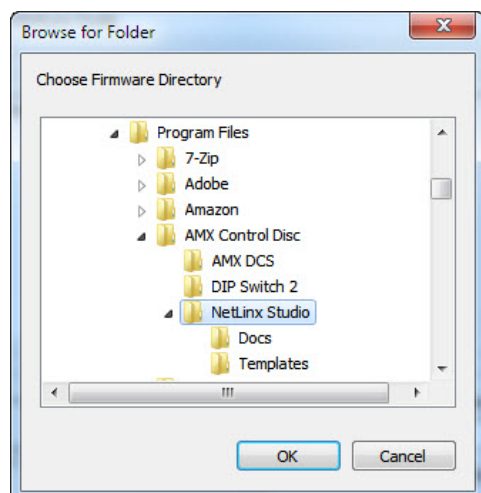 Browse for Folder
Choose Firmware Directory
Program Files
7-Zip
Adobe
Amazon
AMX Control Disc
AMX DCS
DIP Switch 2
NetLinx Studio
Docs
Templates
OK
Cancel